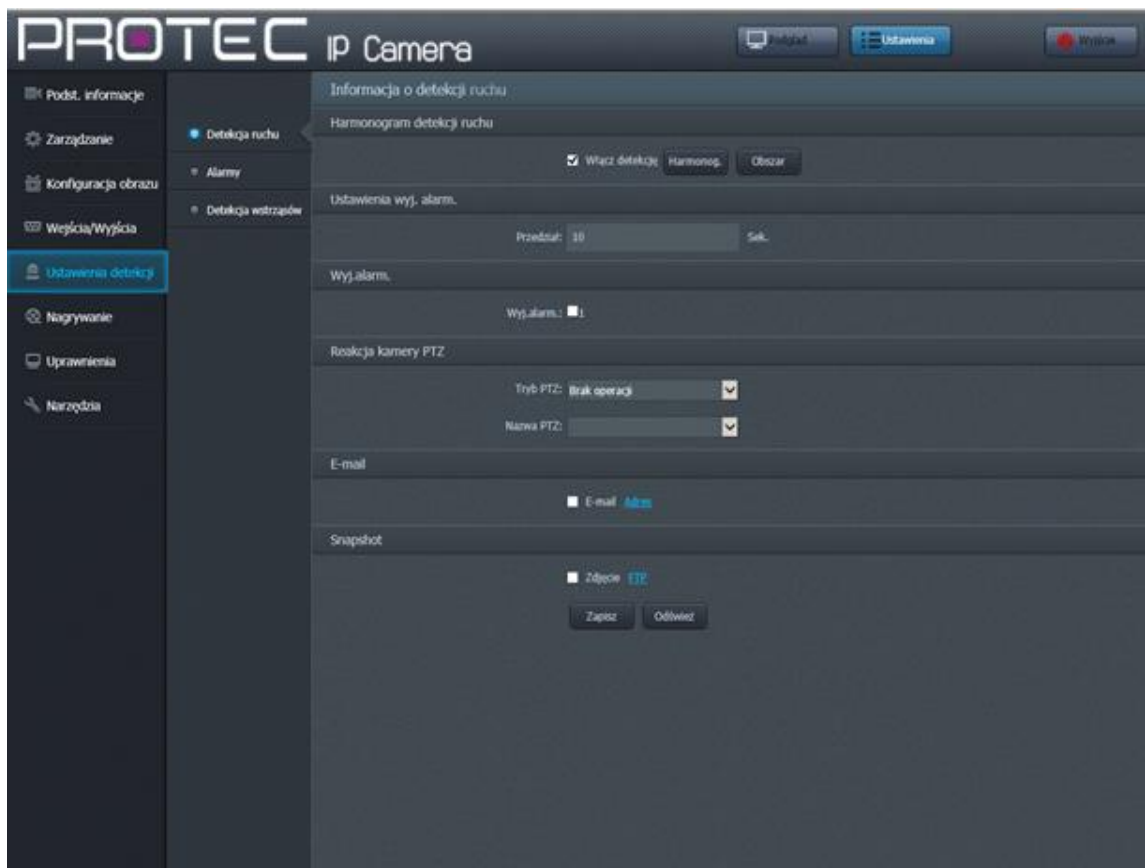 PROTEC IP Camera
Podgląd
Ustawienia
Podst. informacje
Zarządzanie
Konfiguracja obrazu
Wejścia/Wyjścia
Ustawienia detekcji
Nagrywanie
Uprawnienia
Narzędzia
Detekcja ruchu
Alarmy
Detekcja wstrząsów
Informacja o detekcji ruchu
Harmonogram detekcji ruchu
Włącz detekcję Harmonog. Obszar
Ustawienia wyj. alarm.
Przedział: 10 Sek.
Wyj.alarm.
Wyj.alarm.: 1
Reakcja kamery PTZ
Tryb PTZ: Brak operacji
Nazwa PTZ:
E-mail
E-mail Adres
Snapshot
Zdjęcie FTP
Zapisz Odśwież